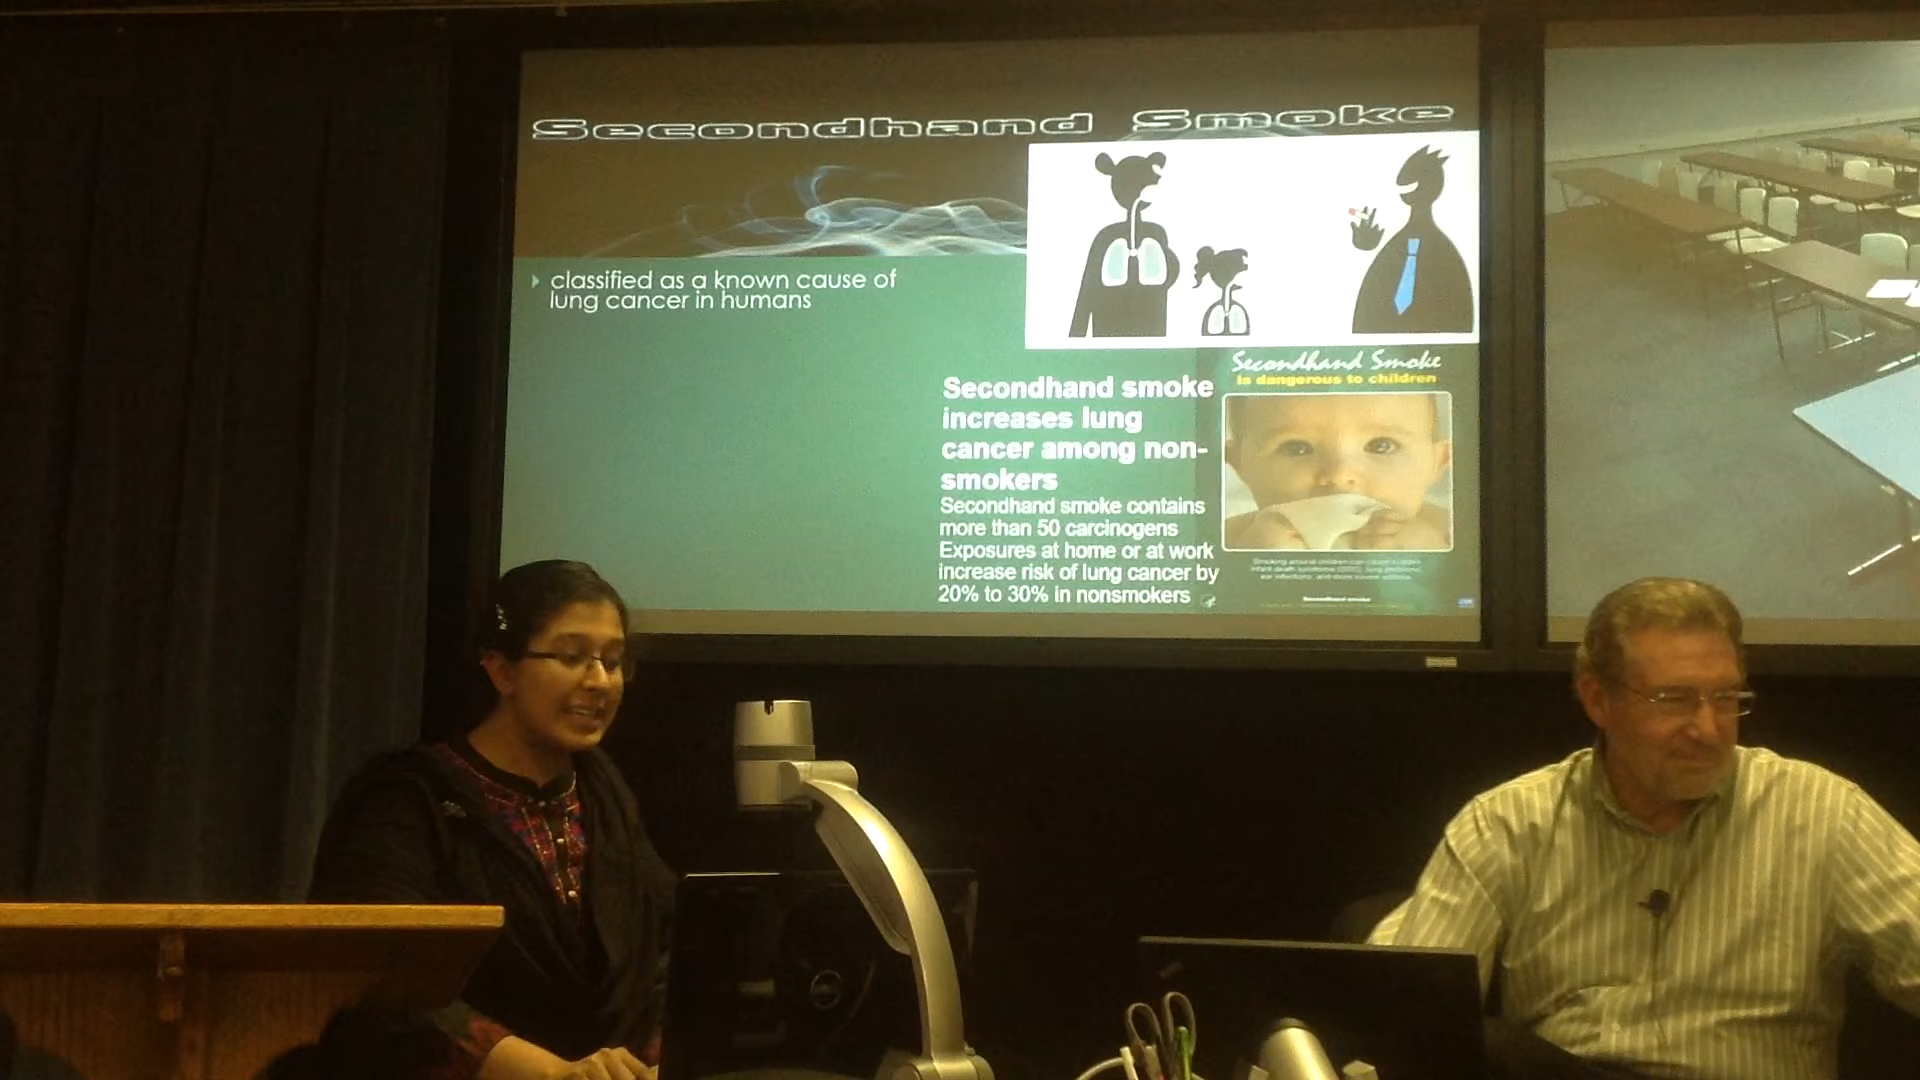 Secondhand Smoke
classified as a known cause of
lung cancer in humans
Secondhand smoke
increases lung
cancer among non-
smokers
Secondhand smoke contains
more than 50 carcinogens
Exposures at home or at work
increase risk of lung cancer by
20% to 30% in nonsmokers
Secondhand Smoke
is dangerous to children